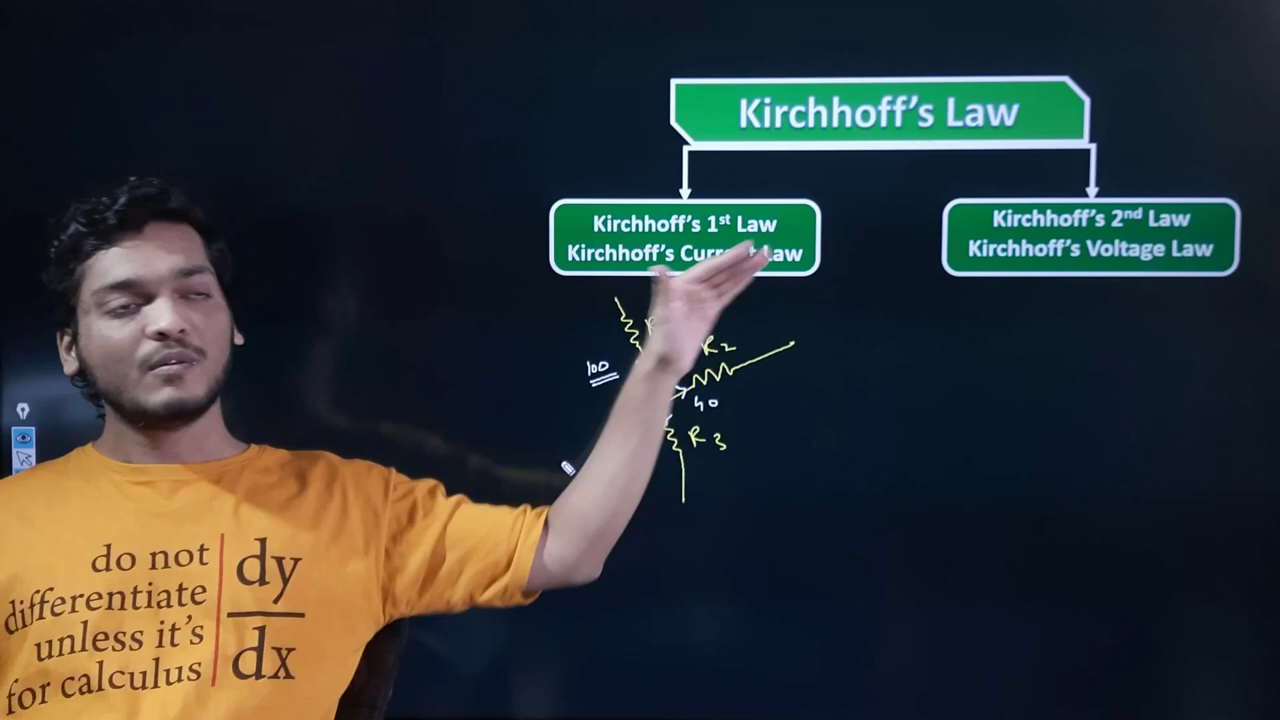 Kirchhoff's Law
Kirchhoff's 1st Law
Kirchhoff's Current Law
Kirchhoff's 2nd Law
Kirchhoff's Voltage Law
R2
100
40
R3
do not
differentiate
unless it's
for calculus
dy
dx